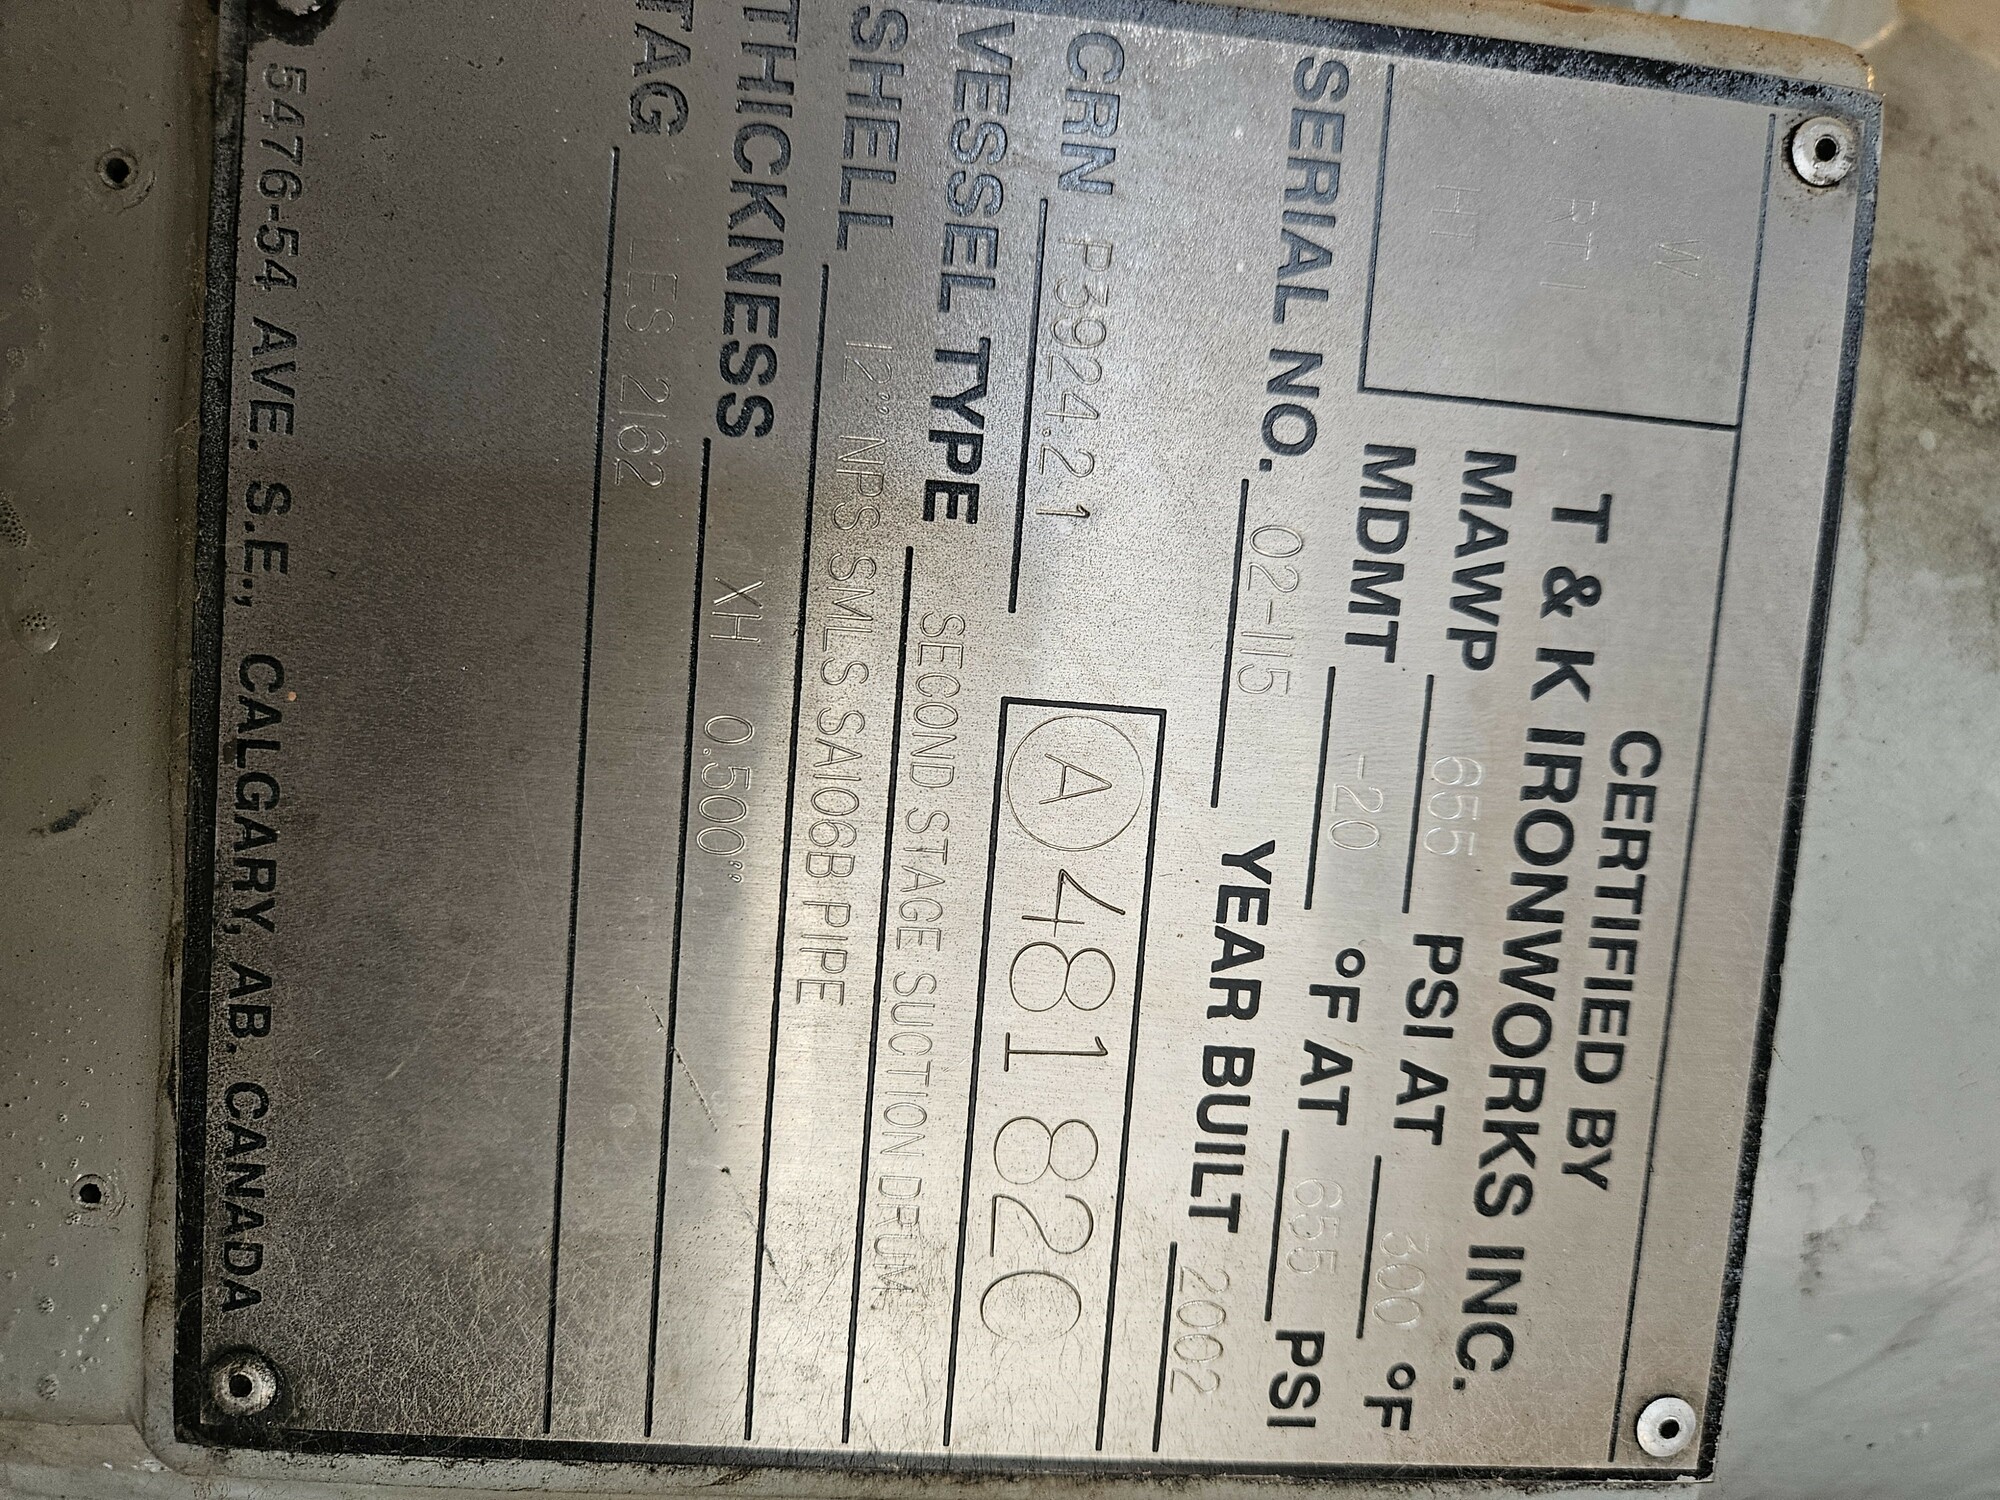 W
RT 1
HT
CERTIFIED BY
T & K IRONWORKS INC.
MAWP 655 PSI AT 300 °F
MDMT -20 °F AT 655 PSI
SERIAL NO. 02-115 YEAR BUILT 2002
CRN P3924.21 A 481820
VESSEL TYPE SECOND STAGE SUCTION DRUM.
SHELL 12" NPS SMLS SA106B PIPE
THICKNESS XH 0.500"
TAG LES 2162
5476-54 AVE. S.E., CALGARY, AB. CANADA